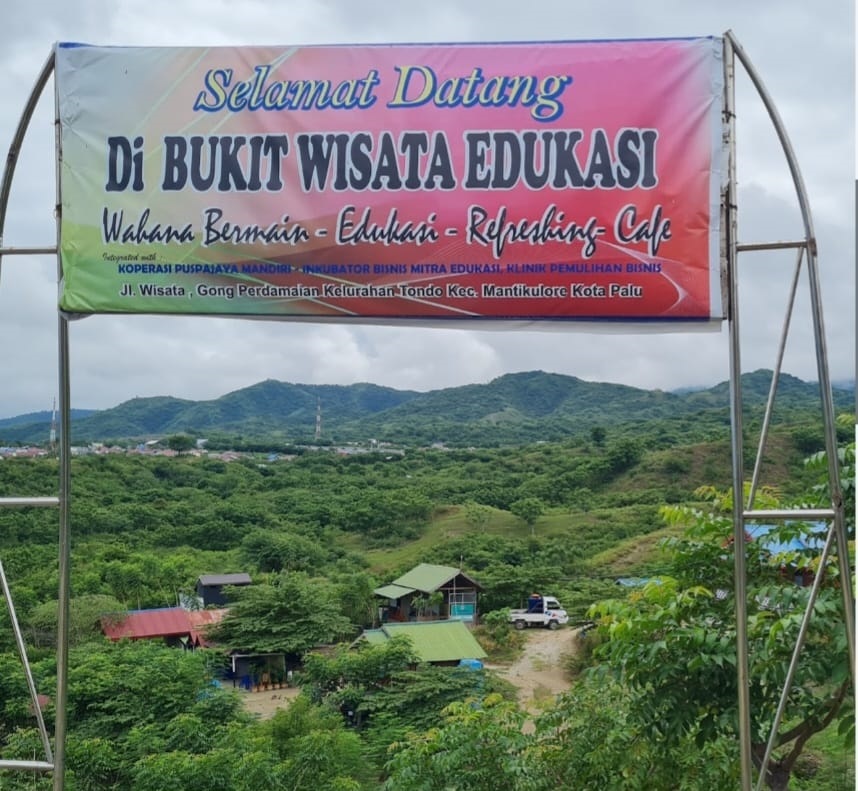 Selamat Datang
Di BUKIT WISATA EDUKASI
Wahana Bermain - Edukasi - Refreshing- Cafe
Integrated with :
KOPERASI PUSPAJAYA MANDIRI - INKUBATOR BISNIS MITRA EDUKASI, KLINIK PEMULIHAN BISNIS
Jl. Wisata , Gong Perdamaian Kelurahan Tondo Kec. Mantikulore Kota Palu